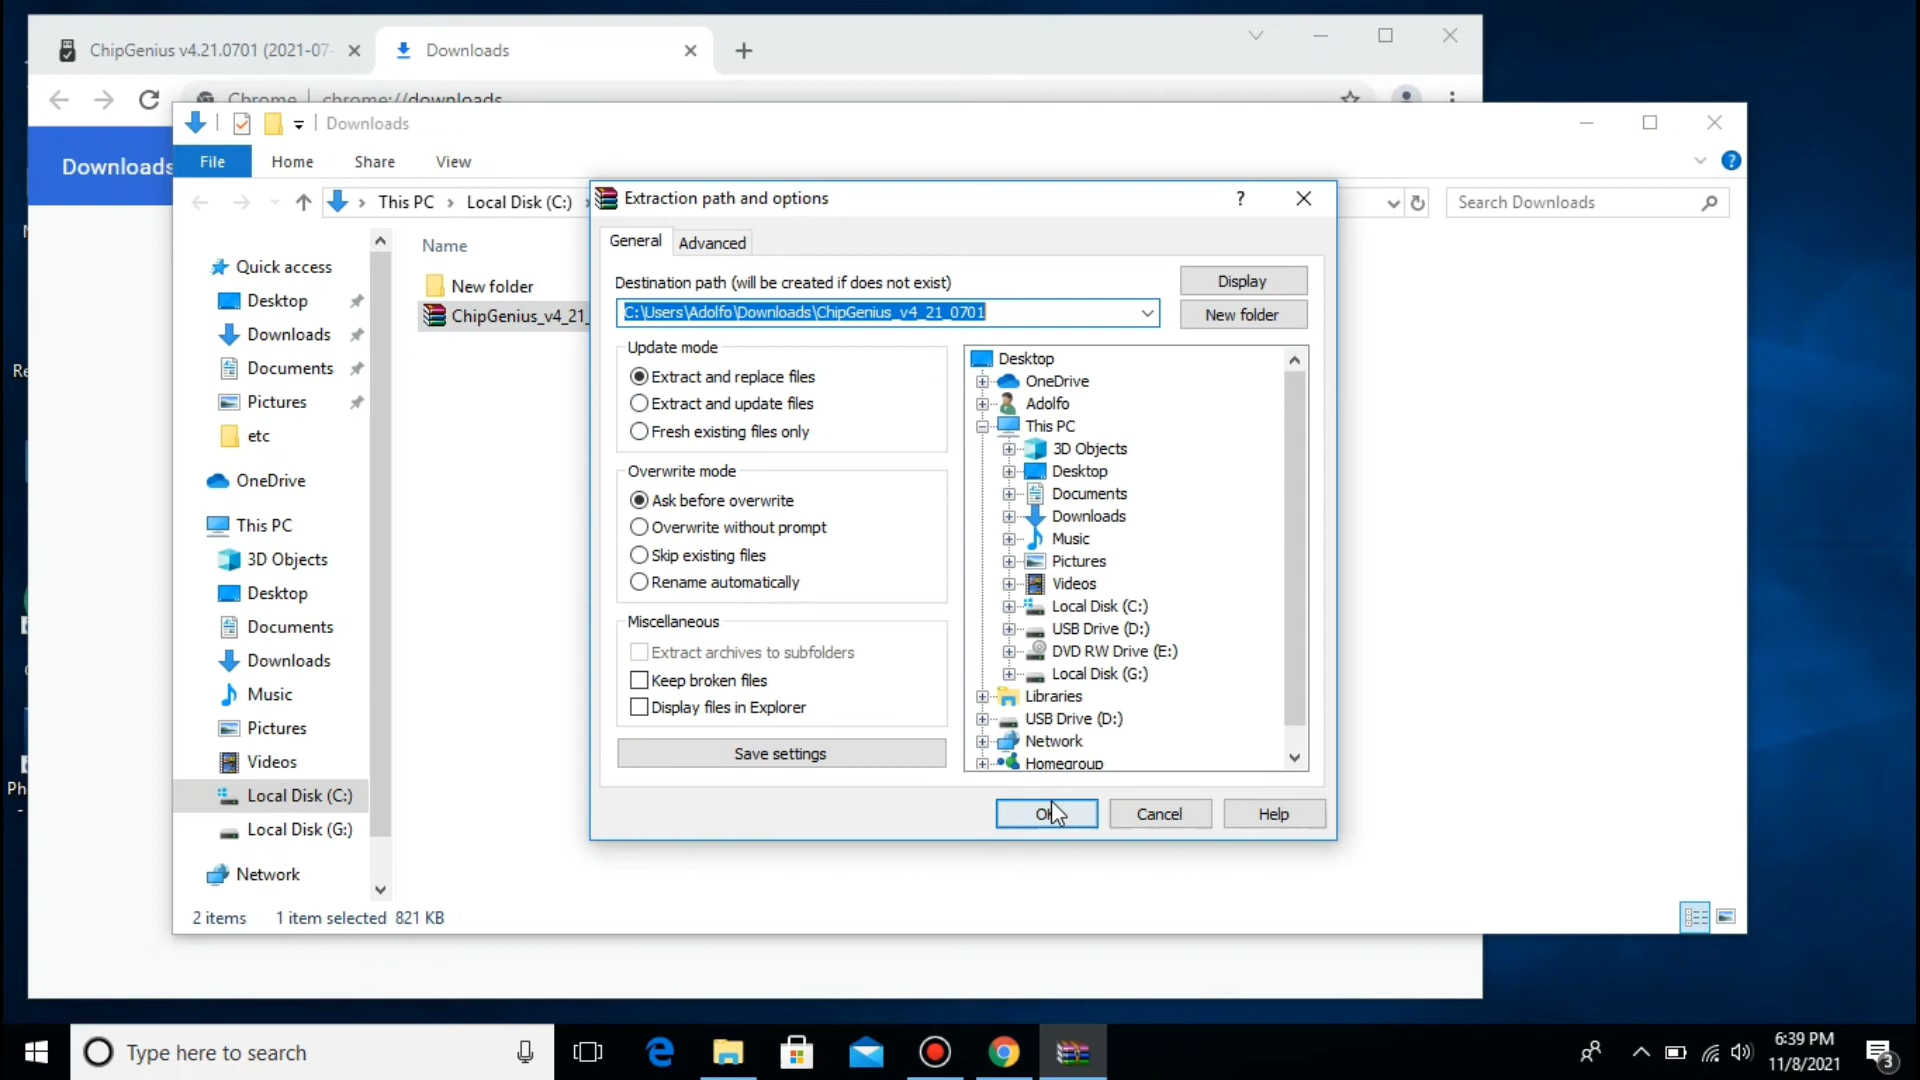 ChipGenius v4.21.0701 (2021-07-
Downloads
Chrome | chrome://downloads
Downloads
Downloads
File
Home
Share
View
This PC
Local Disk (C:)
Search Downloads
Quick access
Desktop
Downloads
Documents
Pictures
etc
OneDrive
This PC
3D Objects
Desktop
Documents
Downloads
Music
Pictures
Videos
Local Disk (C:)
Local Disk (G:)
Network
Name
New folder
ChipGenius_v4_21_
2 items
1 item selected 821 KB
Extraction path and options
?
General
Advanced
Destination path (will be created if does not exist)
C:\Users\Adolfo\Downloads\ChipGenius_v4_21_0701
Display
New folder
Update mode
Extract and replace files
Extract and update files
Fresh existing files only
Overwrite mode
Ask before overwrite
Overwrite without prompt
Skip existing files
Rename automatically
Miscellaneous
Extract archives to subfolders
Keep broken files
Display files in Explorer
Save settings
Desktop
OneDrive
Adolfo
This PC
3D Objects
Desktop
Documents
Downloads
Music
Pictures
Videos
Local Disk (C:)
USB Drive (D:)
DVD RW Drive (E:)
Local Disk (G:)
Libraries
USB Drive (D:)
Network
Homegroup
OK
Cancel
Help
Re
Ph
Type here to search
6:39 PM
11/8/2021
3